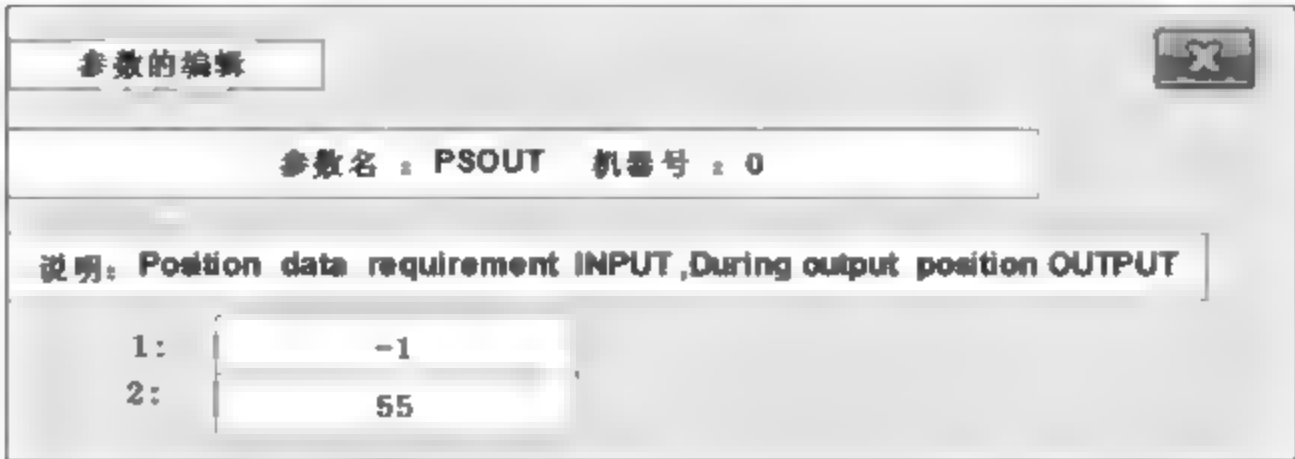 参数的编辑
X
参数名：PSOUT 机器号：0
说明：Position data requirement INPUT ,During output position OUTPUT
1: -1
2: 55